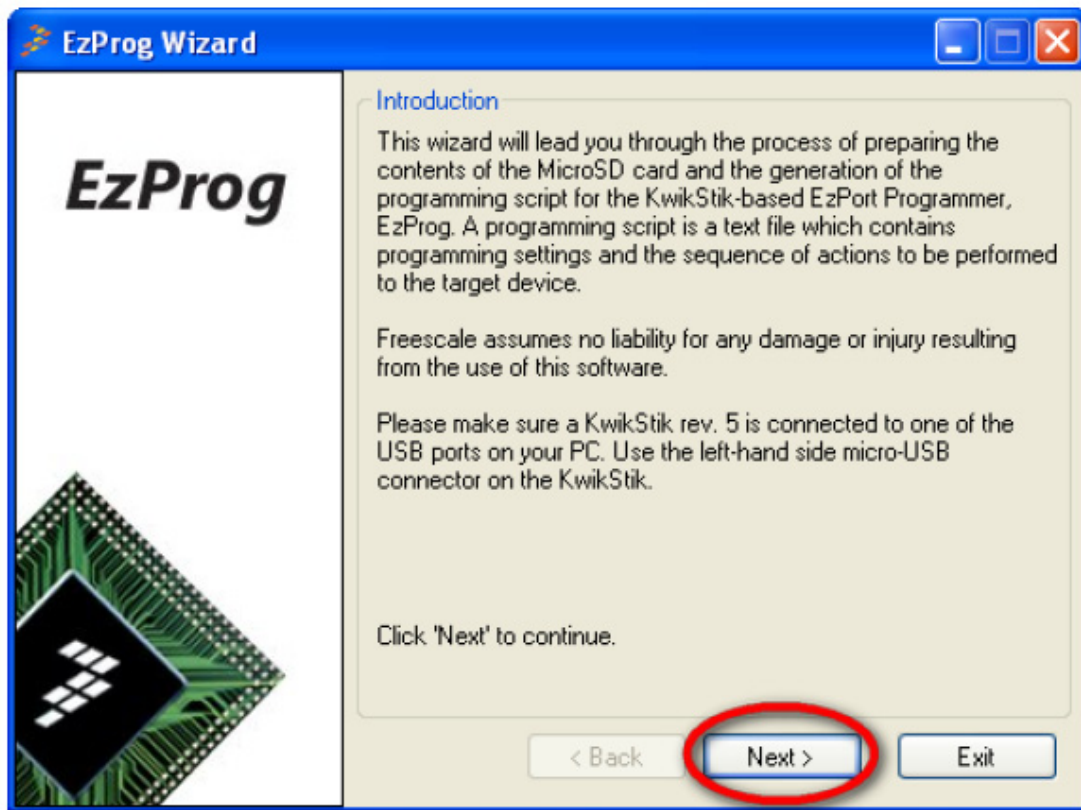 EzProg Wizard
EzProg
Introduction
This wizard will lead you through the process of preparing the
contents of the MicroSD card and the generation of the
programming script for the KwikStik-based EzPort Programmer,
EzProg. A programming script is a text file which contains
programming settings and the sequence of actions to be performed
to the target device.
Freescale assumes no liability for any damage or injury resulting
from the use of this software.
Please make sure a KwikStik rev. 5 is connected to one of the
USB ports on your PC. Use the left-hand side micro-USB
connector on the KwikStik.
Click 'Next' to continue.
< Back Next > Exit